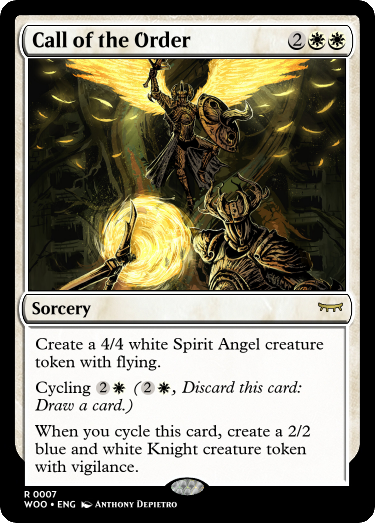 Call of the Order 2
Sorcery
Create a 4/4 white Spirit Angel creature
token with flying.
Cycling 2 (2, Discard this card:
Draw a card.)
When you cycle this card, create a 2/2
blue and white Knight creature token
with vigilance.
R 0007
WOO • ENG Anthony Depietro